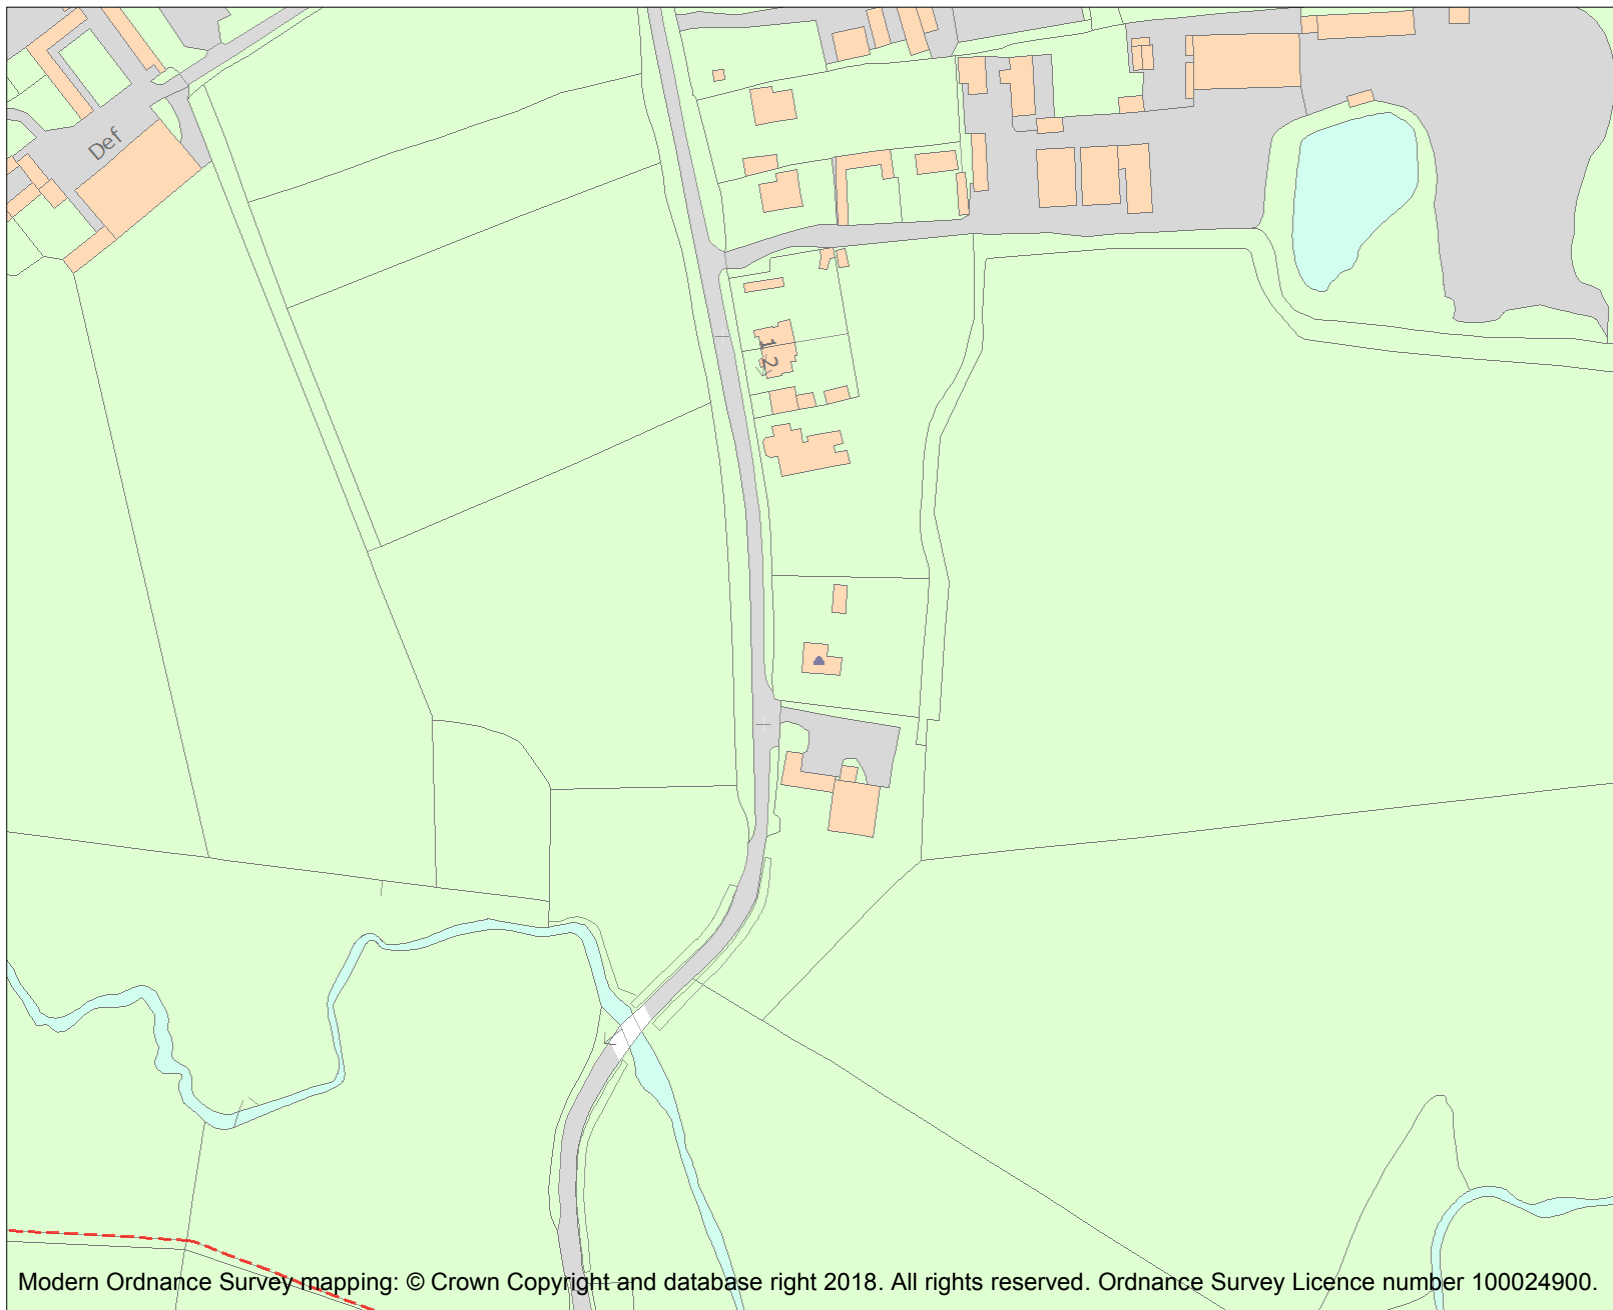 Def
1
2
Modern Ordnance Survey mapping: © Crown Copyright and database right 2018. All rights reserved. Ordnance Survey Licence number 100024900.